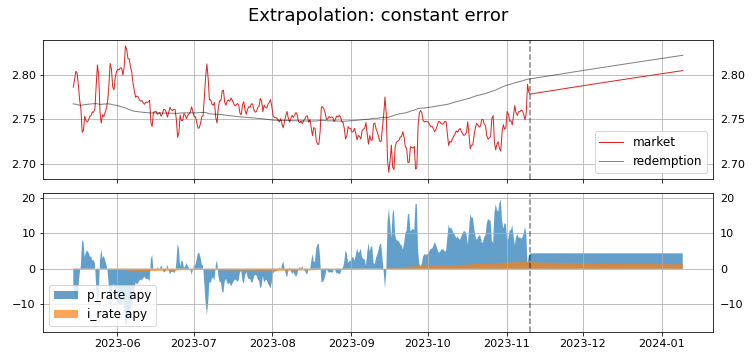 Extrapolation: constant error
2.80
2.75
2.70
2.80
2.75
2.70
market
redemption
20
10
0
−10
20
10
0
−10
p_rate apy
i_rate apy
2023-06 2023-07 2023-08 2023-09 2023-10 2023-11 2023-12 2024-01